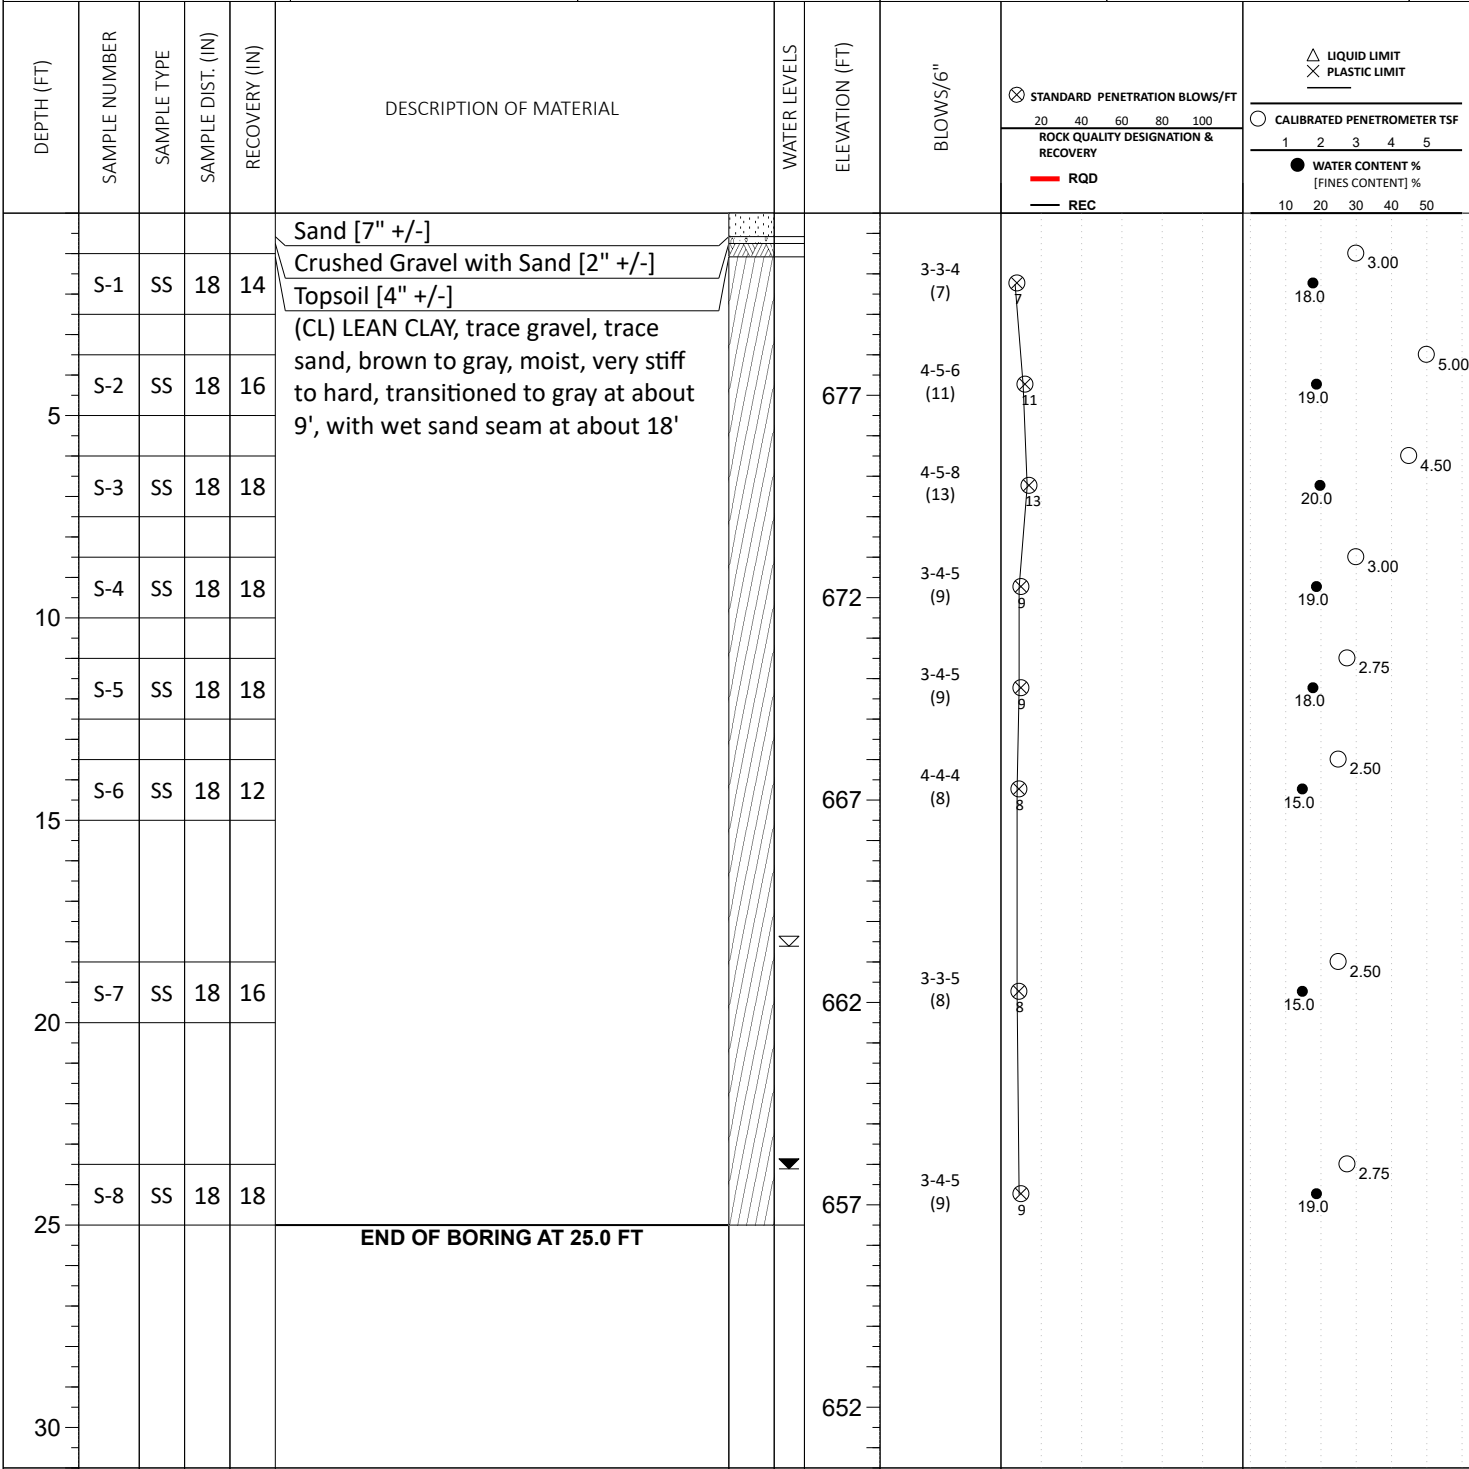 DEPTH (FT)
SAMPLE NUMBER
SAMPLE TYPE
SAMPLE DIST. (IN)
RECOVERY (IN)
DESCRIPTION OF MATERIAL
WATER LEVELS
ELEVATION (FT)
BLOWS/6"
STANDARD PENETRATION BLOWS/FT
20 40 60 80 100
ROCK QUALITY DESIGNATION &
RECOVERY
RQD
REC
LIQUID LIMIT
PLASTIC LIMIT
CALIBRATED PENETROMETER TSF
1 2 3 4 5
WATER CONTENT %
[FINES CONTENT] %
10 20 30 40 50
Sand [7" +/-]
Crushed Gravel with Sand [2" +/-]
Topsoil [4" +/-]
(CL) LEAN CLAY, trace gravel, trace
sand, brown to gray, moist, very stiff
to hard, transitioned to gray at about
9', with wet sand seam at about 18'
S-1 SS 18 14
3-3-4
(7)
7
3.00
18.0
S-2 SS 18 16
4-5-6
(11)
11
5.00
19.0
5
677
S-3 SS 18 18
4-5-8
(13)
13
4.50
20.0
S-4 SS 18 18
3-4-5
(9)
9
3.00
19.0
10
672
S-5 SS 18 18
3-4-5
(9)
9
2.75
18.0
S-6 SS 18 12
4-4-4
(8)
8
2.50
15.0
15
667
S-7 SS 18 16
3-3-5
(8)
8
2.50
15.0
20
662
S-8 SS 18 18
3-4-5
(9)
9
2.75
19.0
25
657
END OF BORING AT 25.0 FT
652
30